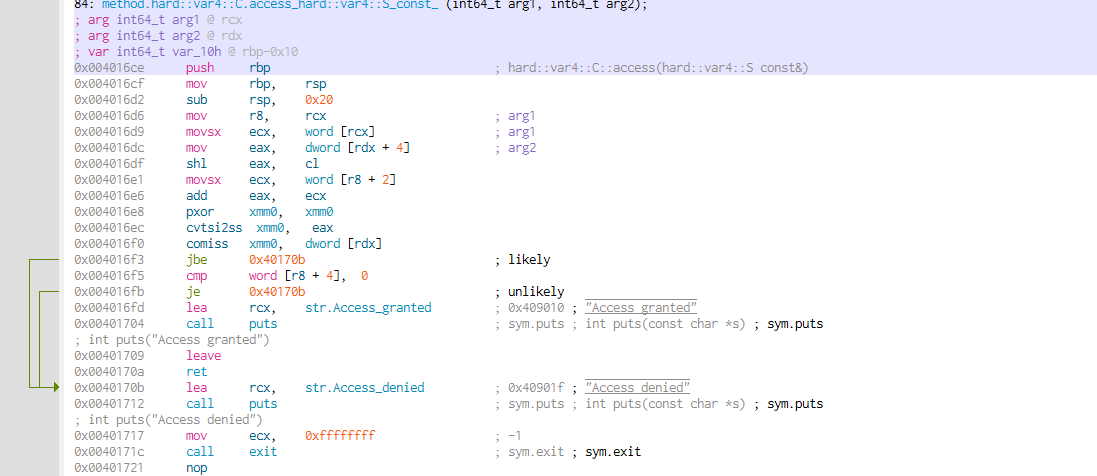 84: method.hard::var4::C.access_hard::var4::S_const_ (int64_t arg1, int64_t arg2);
; arg int64_t arg1 @ rcx
; arg int64_t arg2 @ rdx
; var int64_t var_10h @ rbp-0x10
0x004016ce push rbp ; hard::var4::C::access(hard::var4::S const&)
0x004016cf mov rbp, rsp
0x004016d2 sub rsp, 0x20
0x004016d6 mov r8, rcx ; arg1
0x004016d9 movsx ecx, word [rcx] ; arg1
0x004016dc mov eax, dword [rdx + 4] ; arg2
0x004016df shl eax, cl
0x004016e1 movsx ecx, word [r8 + 2]
0x004016e6 add eax, ecx
0x004016e8 pxor xmm0, xmm0
0x004016ec cvtsi2ss xmm0, eax
0x004016f0 comiss xmm0, dword [rdx]
0x004016f3 jbe 0x40170b ; likely
0x004016f5 cmp word [r8 + 4], 0
0x004016fb je 0x40170b ; unlikely
0x004016fd lea rcx, str.Access_granted ; 0x409010 ; "Access granted"
0x00401704 call puts ; sym.puts ; int puts(const char *s) ; sym.puts
; int puts("Access granted")
0x00401709 leave
0x0040170a ret
0x0040170b lea rcx, str.Access_denied ; 0x40901f ; "Access denied"
0x00401712 call puts ; sym.puts ; int puts(const char *s) ; sym.puts
; int puts("Access denied")
0x00401717 mov ecx, 0xffffffff ; -1
0x0040171c call exit ; sym.exit ; sym.exit
0x00401721 nop